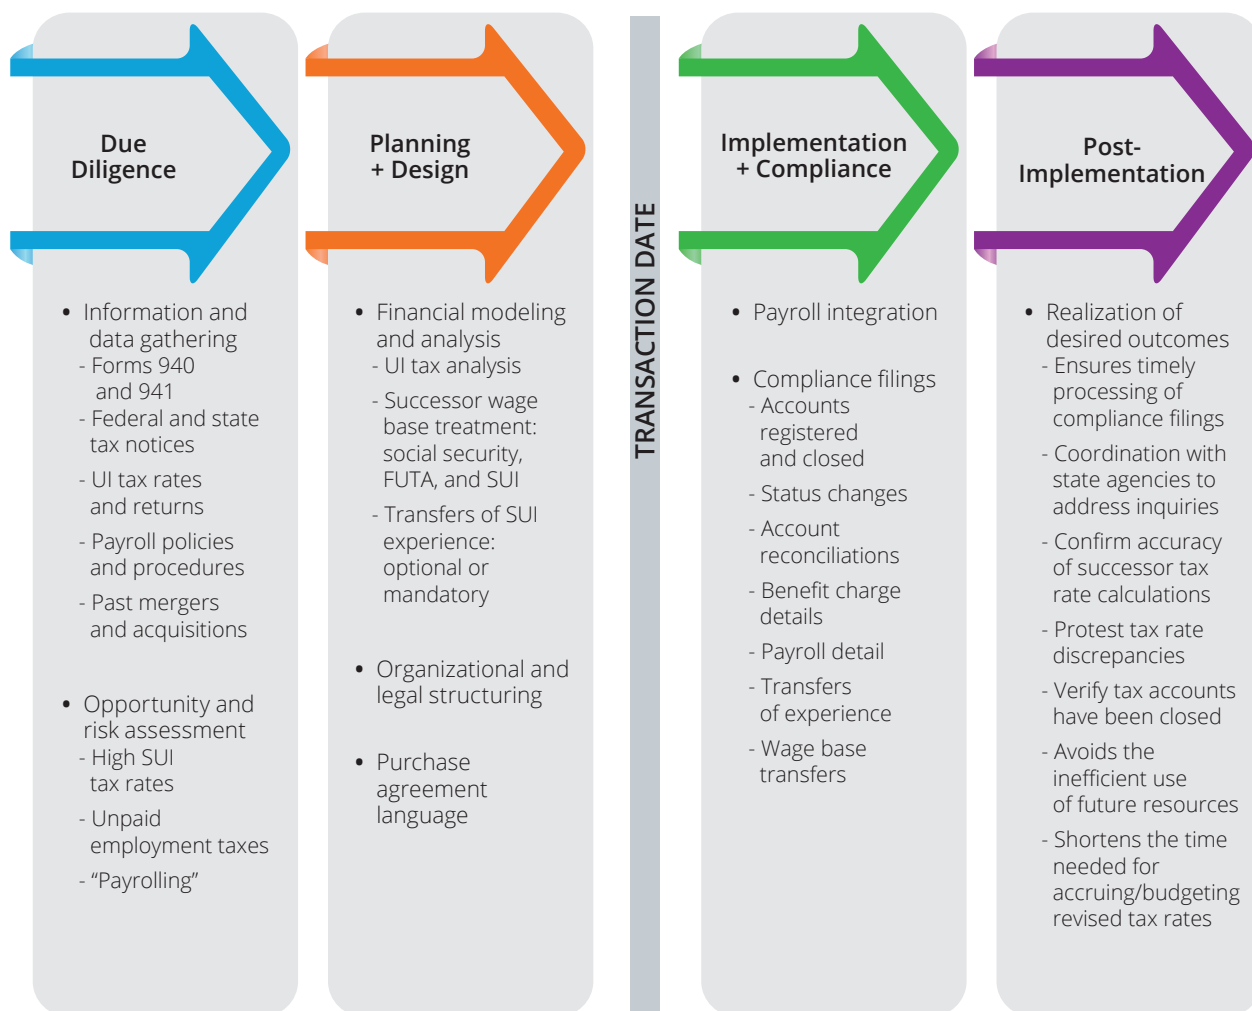 Due
Diligence
• Information and
data gathering
- Forms 940
and 941
- Federal and state
tax notices
- UI tax rates
and returns
- Payroll policies
and procedures
- Past mergers
and acquisitions
• Opportunity and
risk assessment
- High SUI
tax rates
- Unpaid
employment taxes
- “Payrolling”
Planning
+ Design
• Financial modeling
and analysis
- UI tax analysis
- Successor wage
base treatment:
social security,
FUTA, and SUI
- Transfers of SUI
experience:
optional or
mandatory
• Organizational and
legal structuring
• Purchase
agreement
language
TRANSACTION DATE
Implementation
+ Compliance
• Payroll integration
• Compliance filings
- Accounts
registered
and closed
- Status changes
- Account
reconciliations
- Benefit charge
details
- Payroll detail
- Transfers
of experience
- Wage base
transfers
Post-
Implementation
• Realization of
desired outcomes
- Ensures timely
processing of
compliance filings
- Coordination with
state agencies to
address inquiries
- Confirm accuracy
of successor tax
rate calculations
- Protest tax rate
discrepancies
- Verify tax accounts
have been closed
- Avoids the
inefficient use
of future resources
- Shortens the time
needed for
accruing/budgeting
revised tax rates